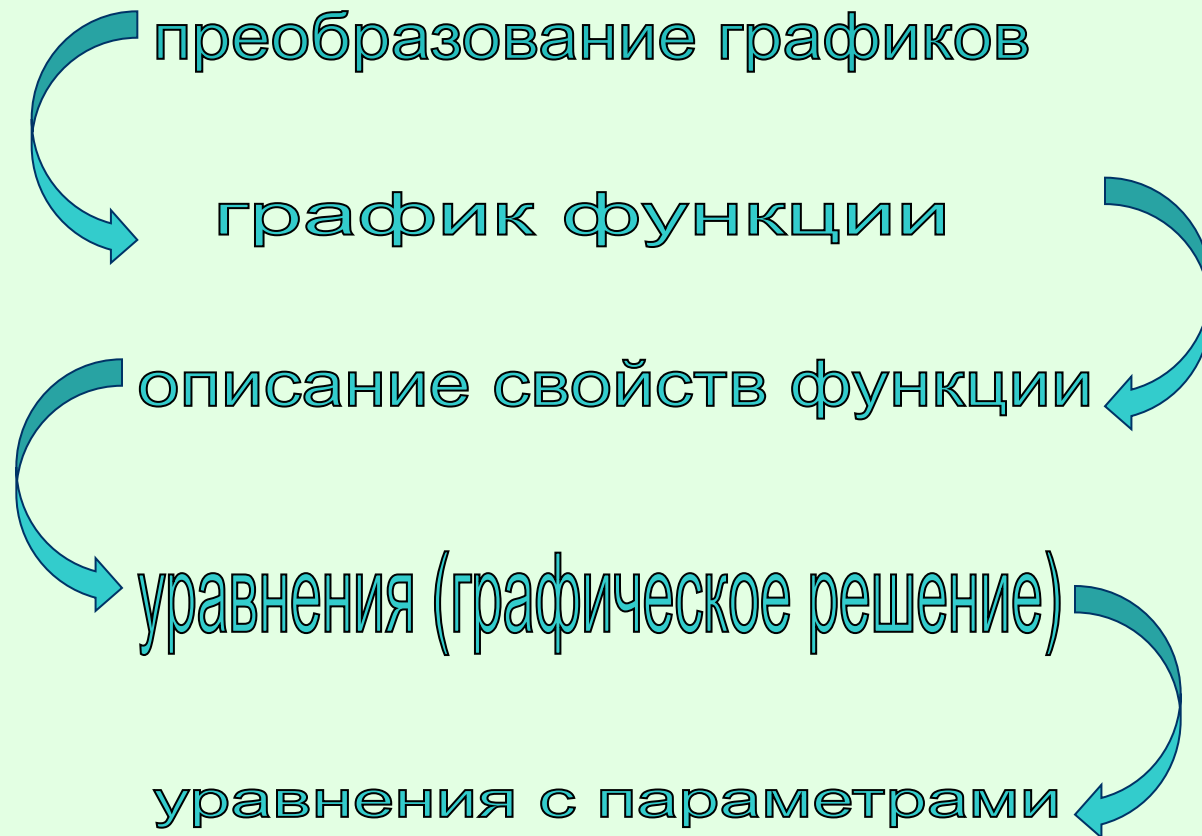 преобразование графиков
график функции
описание свойств функции
уравнения (графическое решение)
уравнения с параметрами